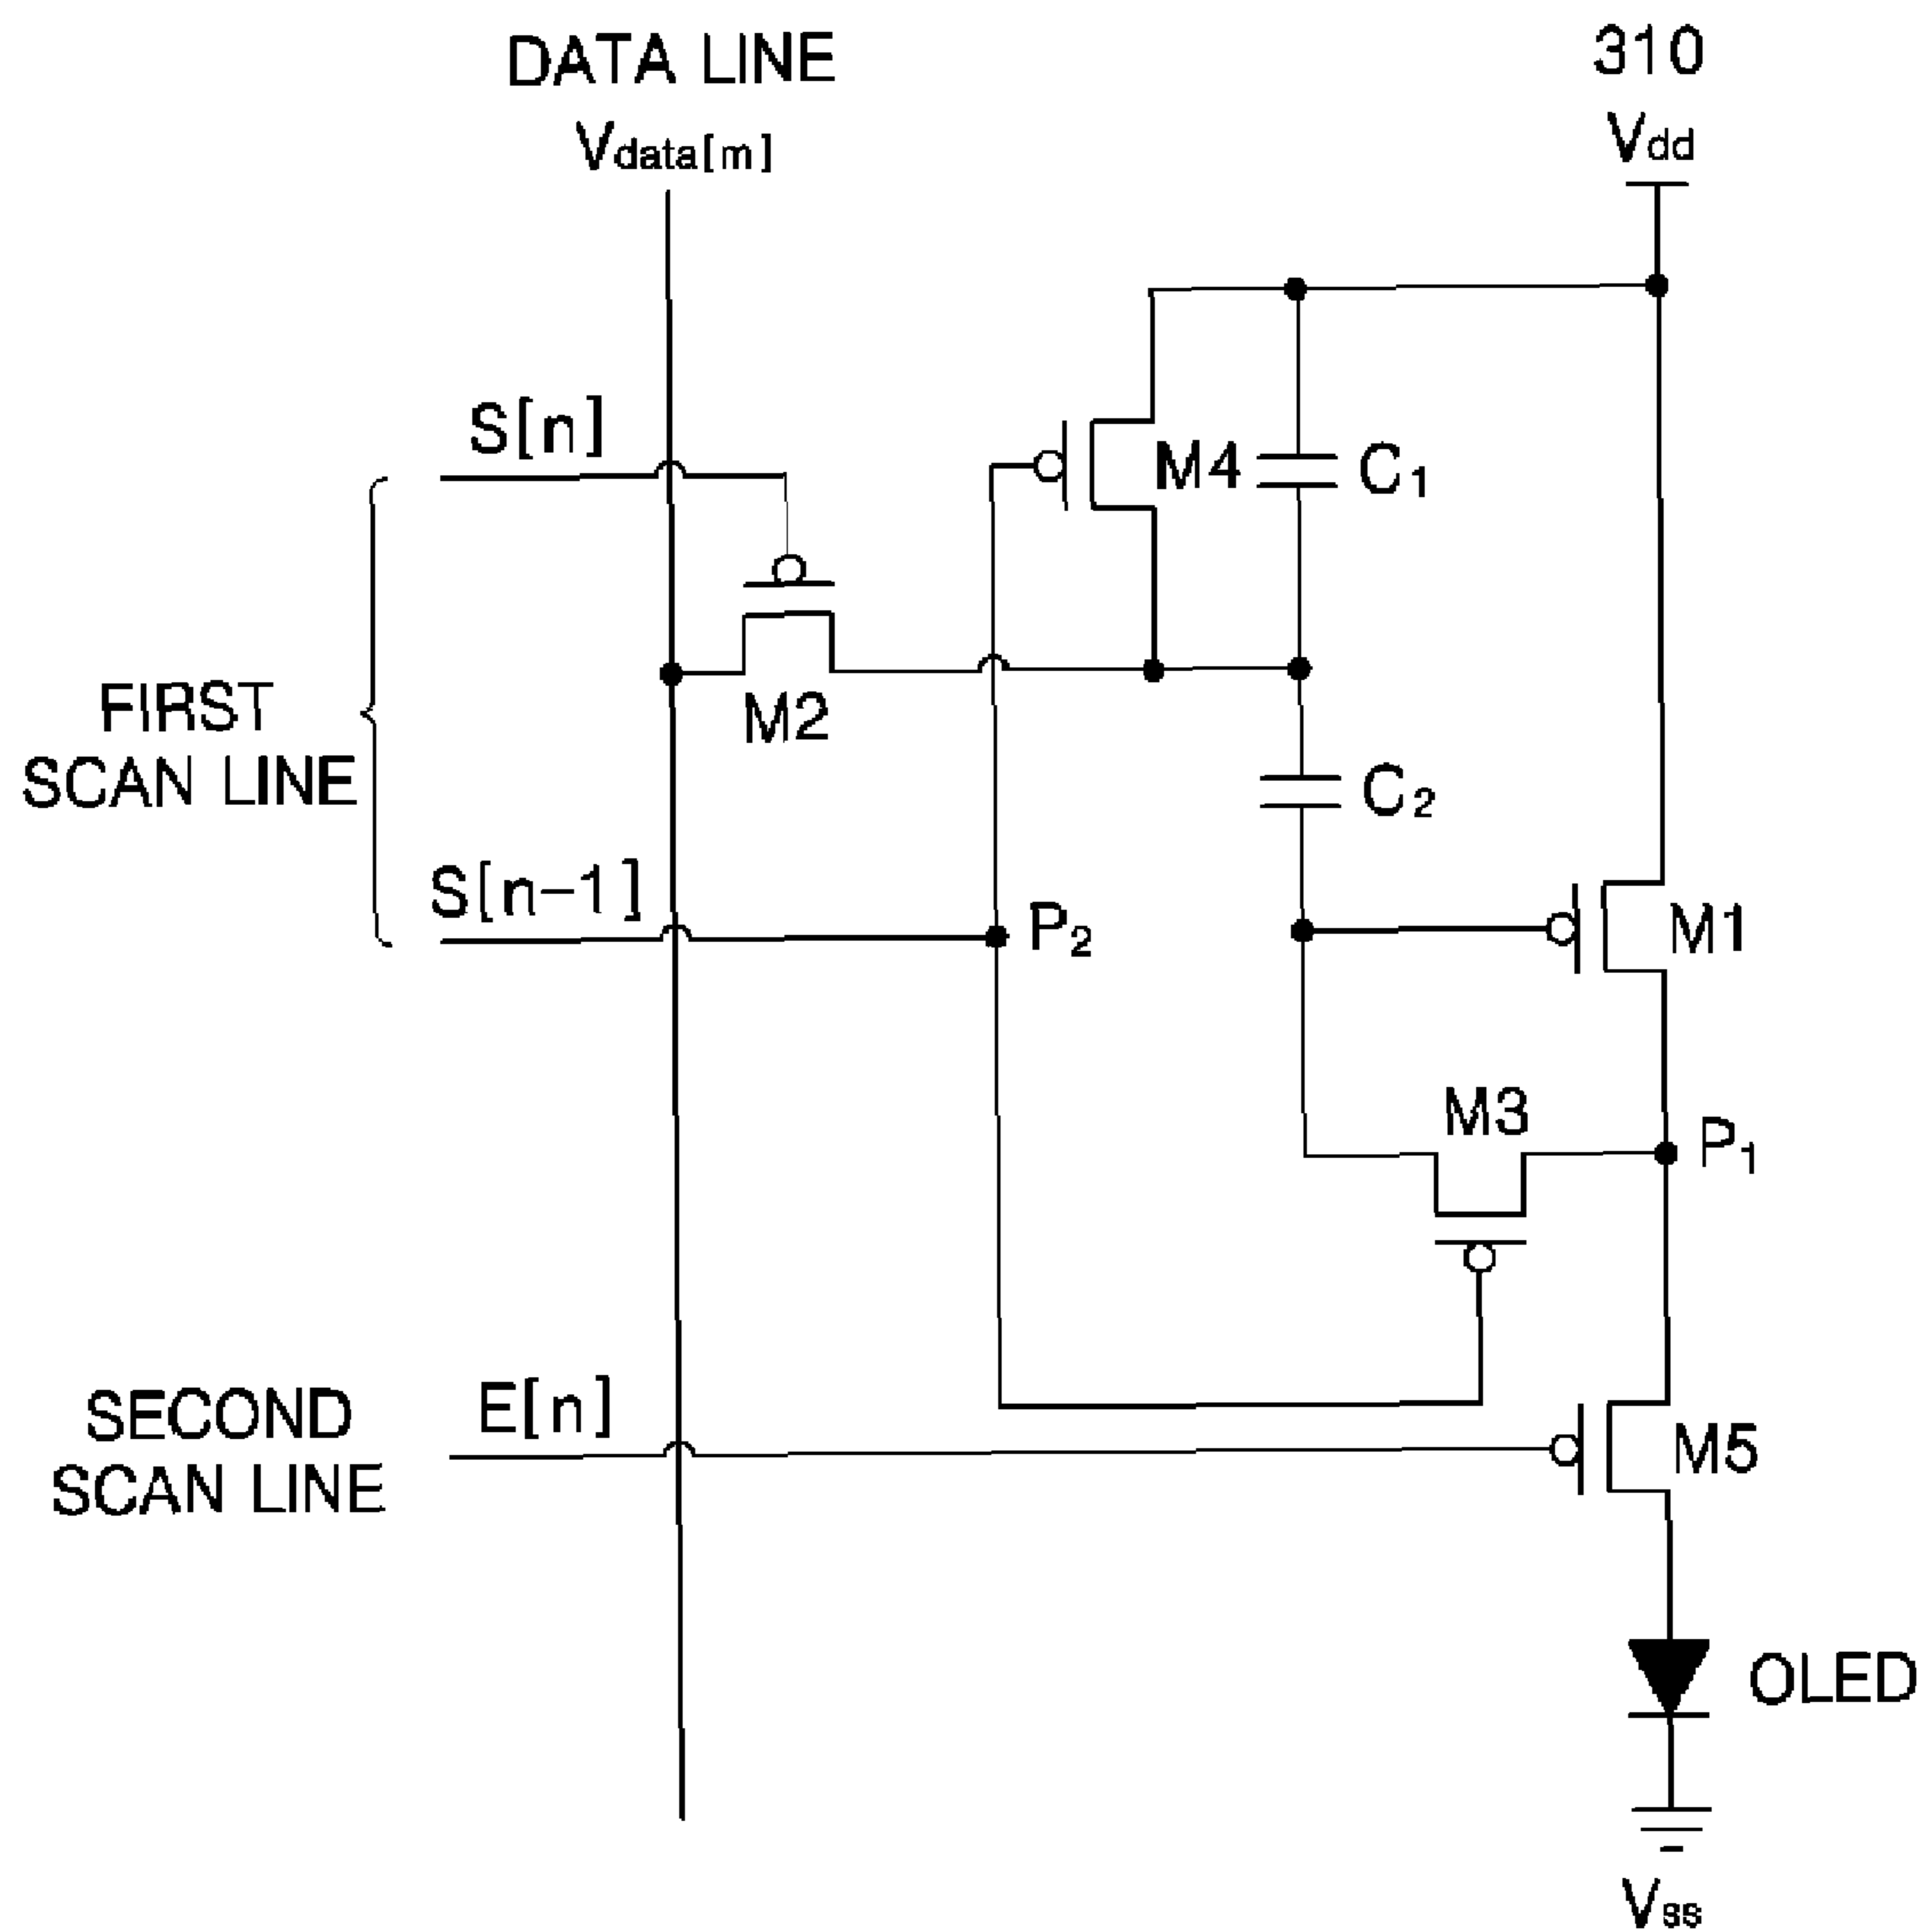 DATA LINE
Vdata[m]
310
Vdd
S[n]
M4
C1
M2
FIRST
SCAN LINE
C2
S[n-1]
P2
M1
M3
P1
SECOND
SCAN LINE
E[n]
M5
OLED
Vss